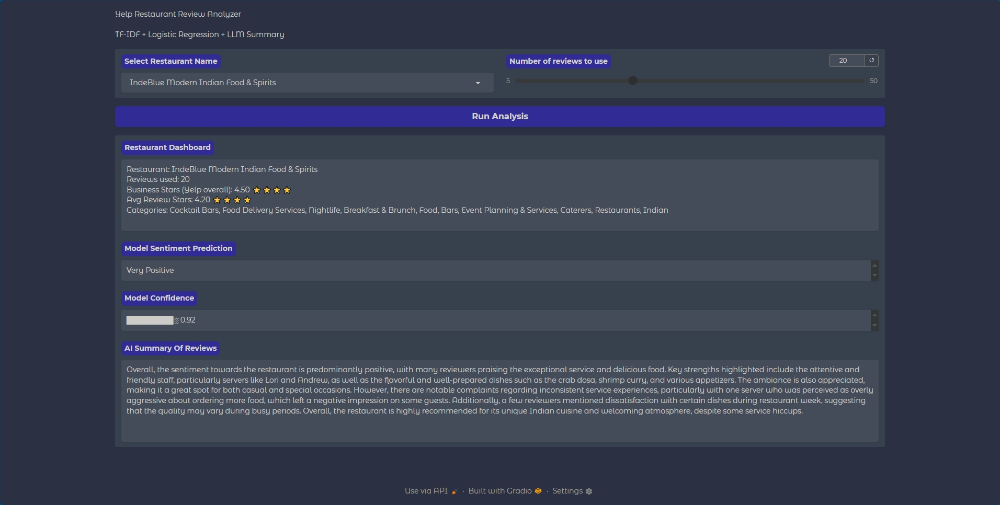 Yelp Restaurant Review Analyzer
TF-IDF + Logistic Regression + LLM Summary
Select Restaurant Name
IndeBlue Modern Indian Food & Spirits
Number of reviews to use
20 ↺
5 50
Run Analysis
Restaurant Dashboard
Restaurant: IndeBlue Modern Indian Food & Spirits
Reviews used: 20
Business Stars (Yelp overall): 4.50 ⭐⭐⭐⭐
Avg Review Stars: 4.20 ⭐⭐⭐⭐
Categories: Cocktail Bars, Food Delivery Services, Nightlife, Breakfast & Brunch, Food, Bars, Event Planning & Services, Caterers, Restaurants, Indian
Model Sentiment Prediction
Very Positive
Model Confidence
█████████░ 0.92
AI Summary Of Reviews
Overall, the sentiment towards the restaurant is predominantly positive, with many reviewers praising the exceptional service and delicious food. Key strengths highlighted include the attentive and
friendly staff, particularly servers like Lori and Andrew, as well as the flavorful and well-prepared dishes such as the crab dosa, shrimp curry, and various appetizers. The ambiance is also appreciated,
making it a great spot for both casual and special occasions. However, there are notable complaints regarding inconsistent service experiences, particularly with one server who was perceived as overly
aggressive about ordering more food, which left a negative impression on some guests. Additionally, a few reviewers mentioned dissatisfaction with certain dishes during restaurant week, suggesting
that the quality may vary during busy periods. Overall, the restaurant is highly recommended for its unique Indian cuisine and welcoming atmosphere, despite some service hiccups.
Use via API · Built with Gradio · Settings